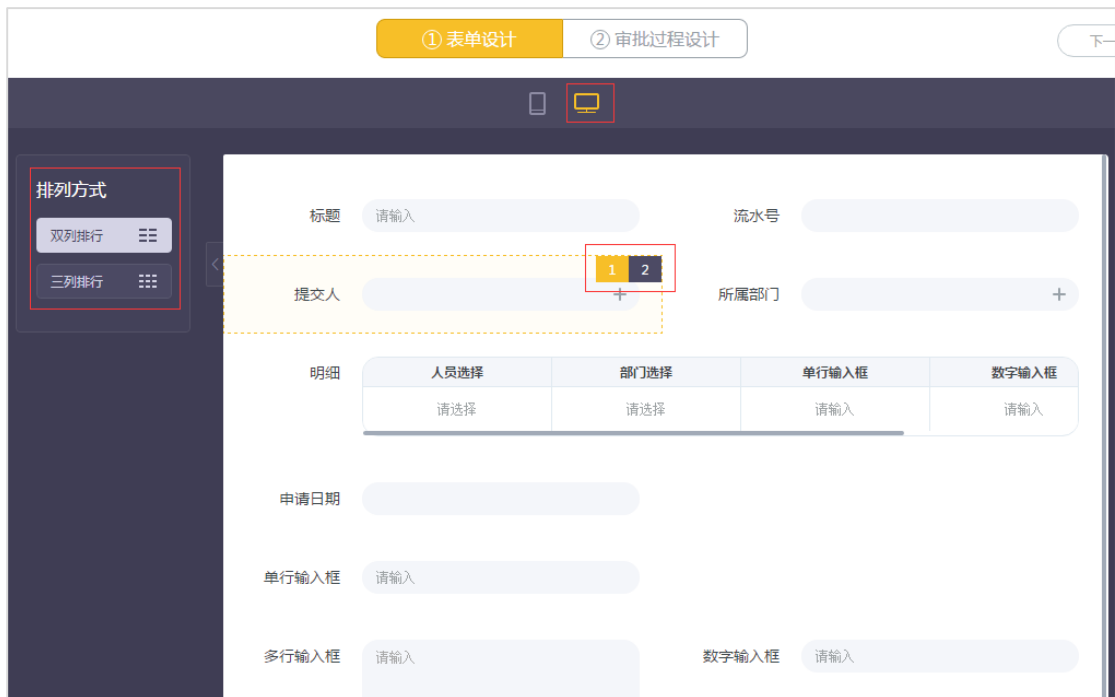 ① 表单设计 ② 审批过程设计 下一
排列方式
双列排行
三列排行
标题 请输入 流水号
1 2
提交人 + 所属部门 +
明细 人员选择 部门选择 单行输入框 数字输入框
请选择 请选择 请输入 请输入
申请日期
单行输入框 请输入
多行输入框 请输入 数字输入框 请输入